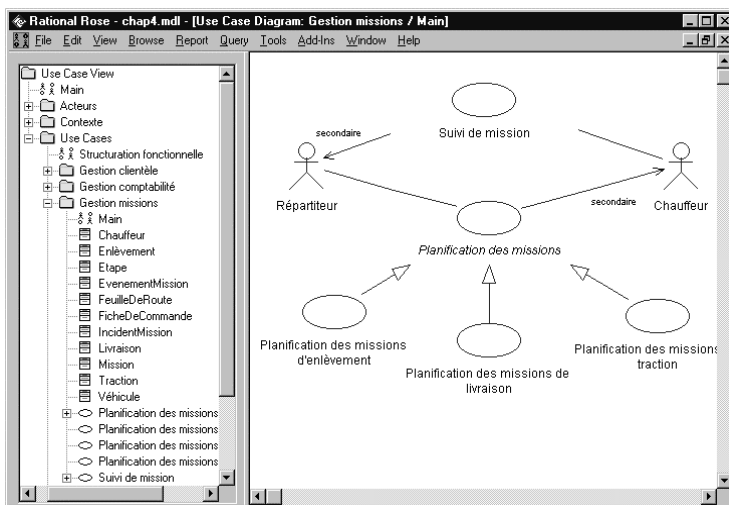 Rational Rose - chap4.mdl - [Use Case Diagram: Gestion missions / Main]
File Edit View Browse Report Query Tools Add-Ins Window Help
Use Case View
Main
Acteurs
Contexte
Use Cases
Structuration fonctionnelle
Gestion clientèle
Gestion comptabilité
Gestion missions
Main
Chauffeur
Enlèvement
Etape
EvenementMission
FeuilleDeRoute
FicheDeCommande
IncidentMission
Livraison
Mission
Traction
Véhicule
Planification des missions
Planification des missions
Planification des missions
Planification des missions
Suivi de mission
Suivi de mission
secondaire
Répartiteur
secondaire
Chauffeur
Planification des missions
Planification des missions
d'enlèvement
Planification des missions de
livraison
Planification des missions
traction